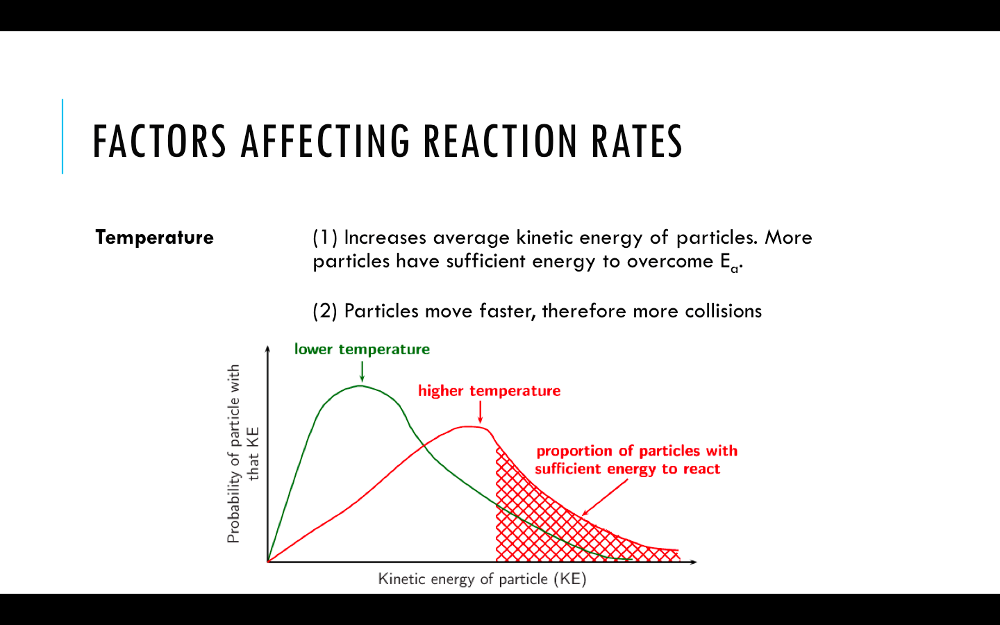 FACTORS AFFECTING REACTION RATES
Temperature
(1) Increases average kinetic energy of particles. More
particles have sufficient energy to overcome Eₐ.
(2) Particles move faster, therefore more collisions
lower temperature
higher temperature
proportion of particles with
sufficient energy to react
Probability of particle with
that KE
Kinetic energy of particle (KE)